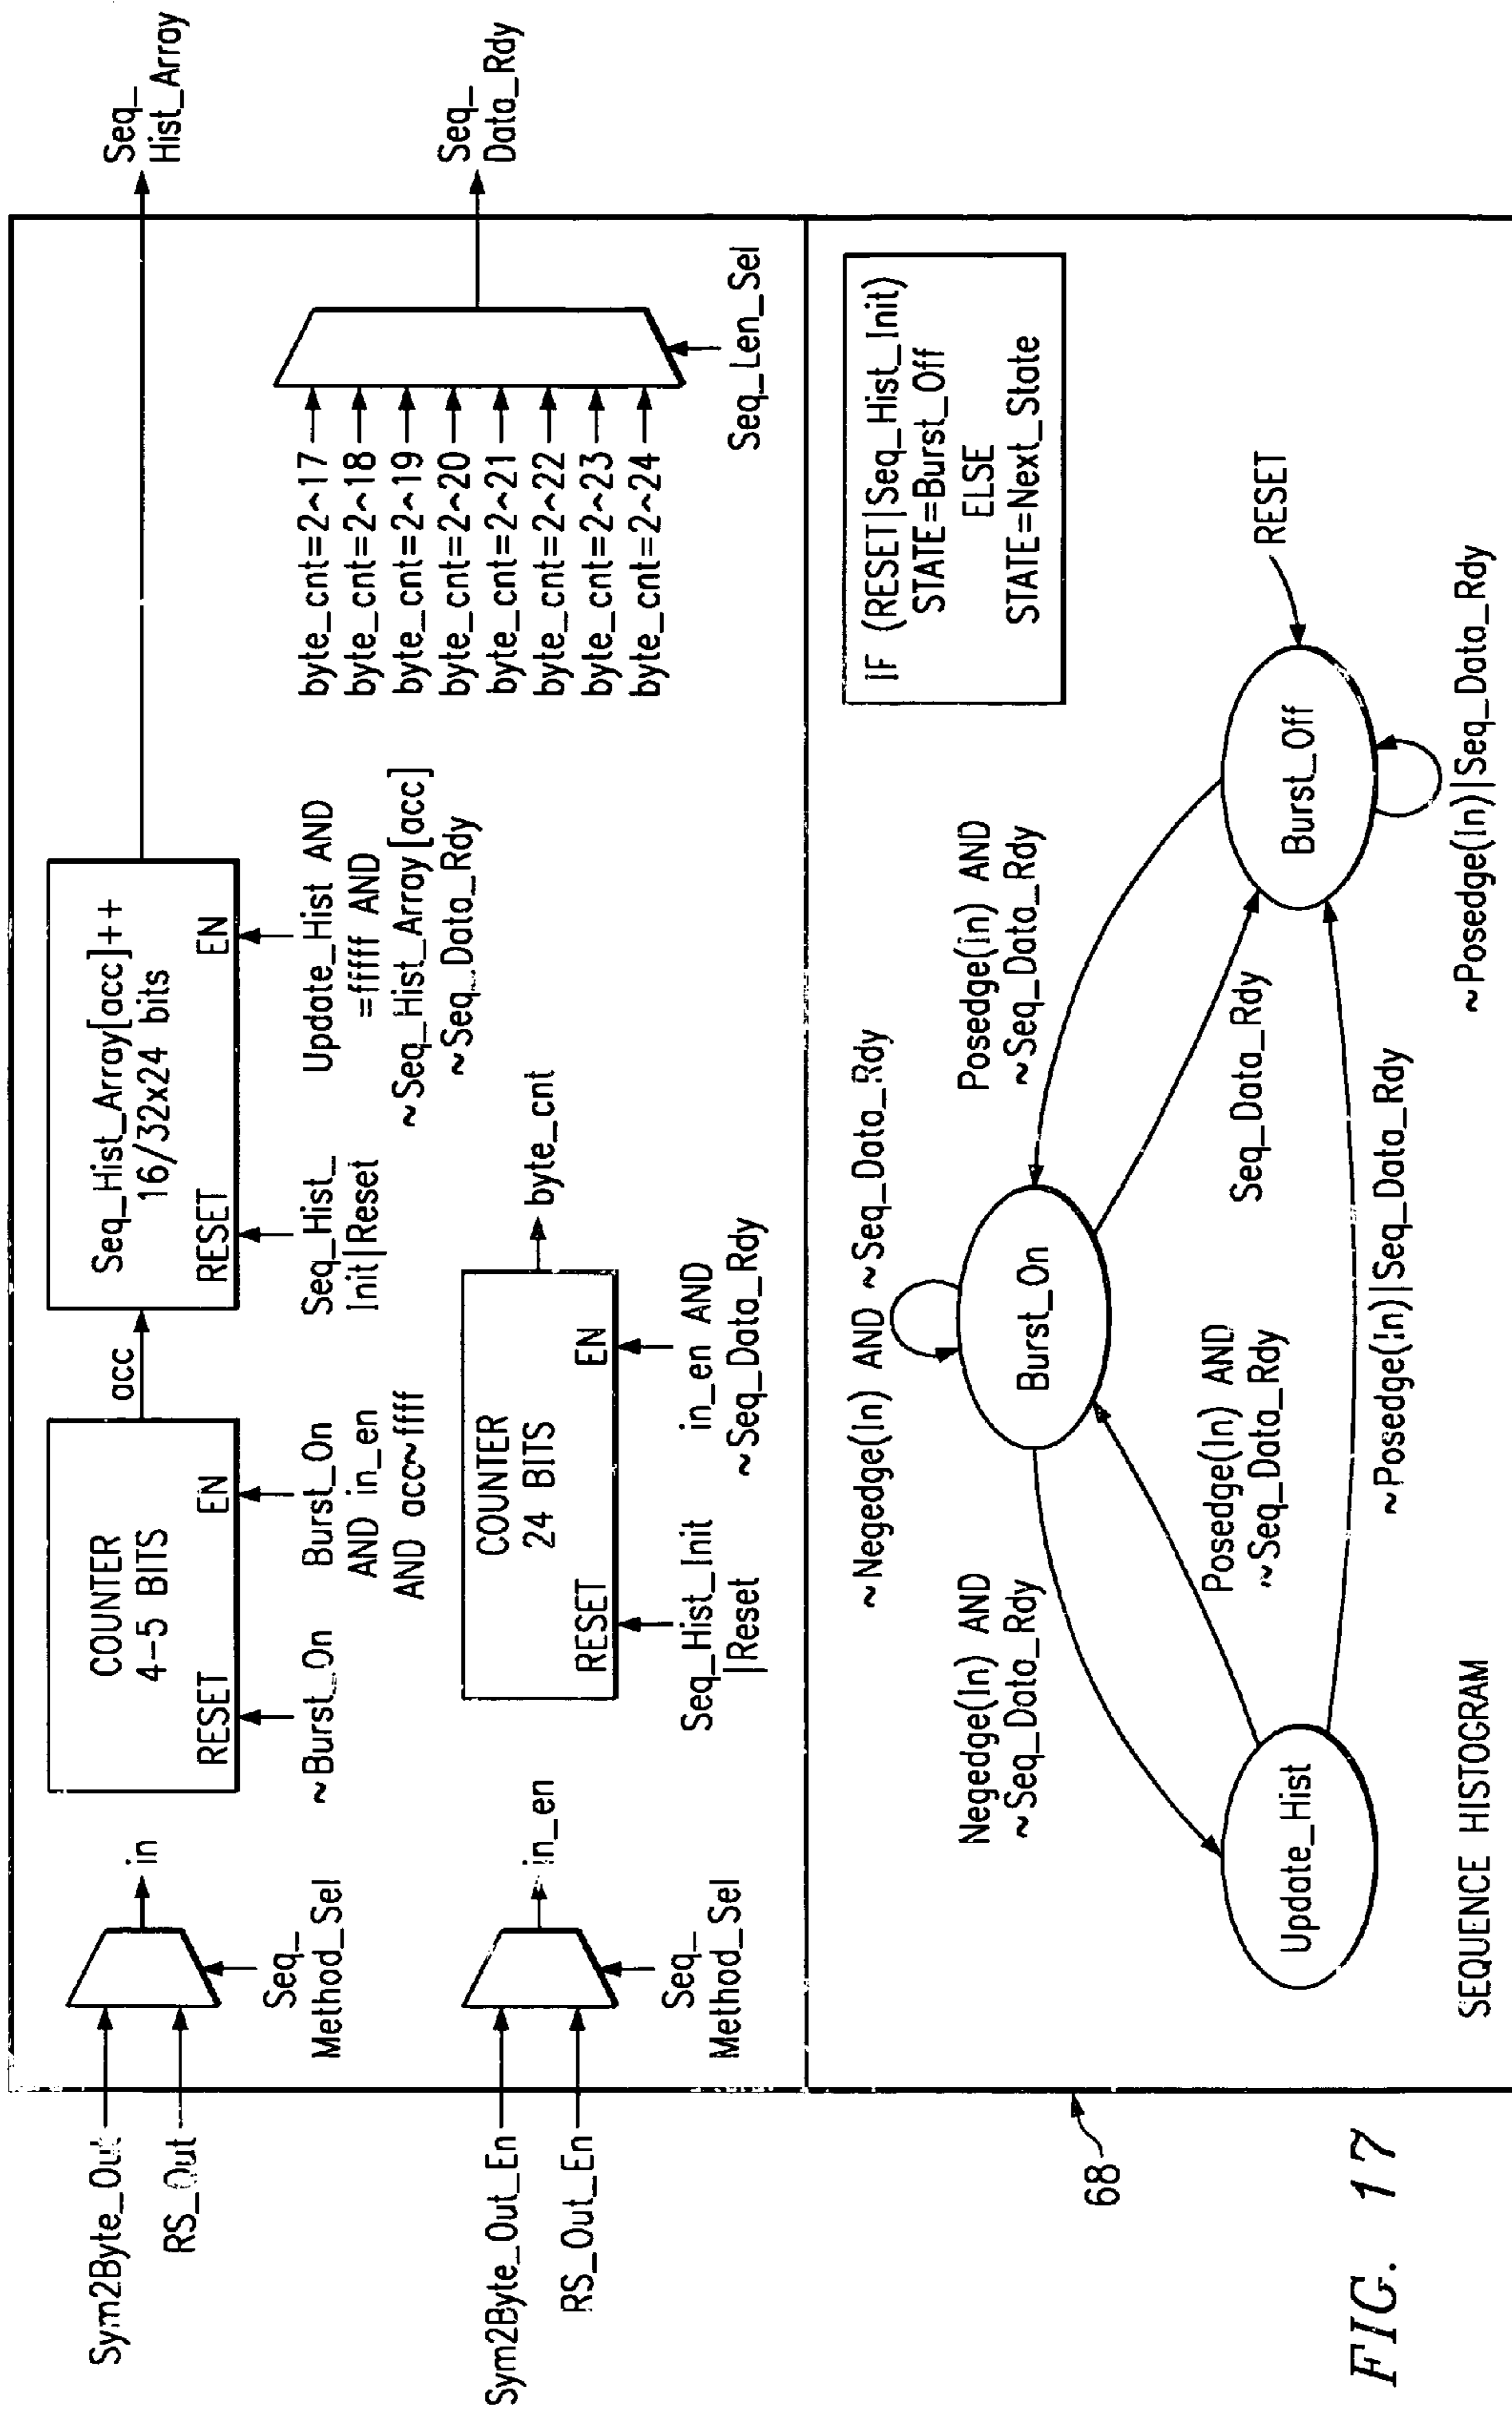 Sym2Byte_Out
RS_Out
Seq_
Method_Sel
in
COUNTER
4-5 BITS
RESET
EN
~Burst_On
Burst_On
AND in_en
AND acc~ffff
acc
Seq_Hist_Array[acc]++
16/32x24 bits
RESET
EN
Seq_Hist_
Init|Reset
Update_Hist AND
=fffff AND
~Seq_Hist_Array[acc]
~Seq_Data_Rdy
Seq_
Hist_Array
Sym2Byte_Out_En
RS_Out_En
Seq_
Method_Sel
in_en
COUNTER
24 BITS
RESET
EN
Seq_Hist_Init
|Reset
in_en AND
~Seq_Data_Rdy
byte_cnt
byte_cnt=2^17
byte_cnt=2^18
byte_cnt=2^19
byte_cnt=2^20
byte_cnt=2^21
byte_cnt=2^22
byte_cnt=2^23
byte_cnt=2^24
Seq_Len_Sel
Seq_
Data_Rdy
68
~Negedge(In) AND ~Seq_Data_Rdy
Negedge(In) AND
~Seq_Data_Rdy
Posedge(in) AND
~Seq_Data_Rdy
Burst_On
IF (RESET|Seq_Hist_Init)
STATE=Burst_Off
ELSE
STATE=Next_State
Posedge(In) AND
~Seq_Data_Rdy
Seq_Data_Rdy
RESET
Update_Hist
Burst_Off
~Posedge(In)|Seq_Data_Rdy
~Posedge(In)|Seq_Data_Rdy
SEQUENCE HISTOGRAM
FIG. 17